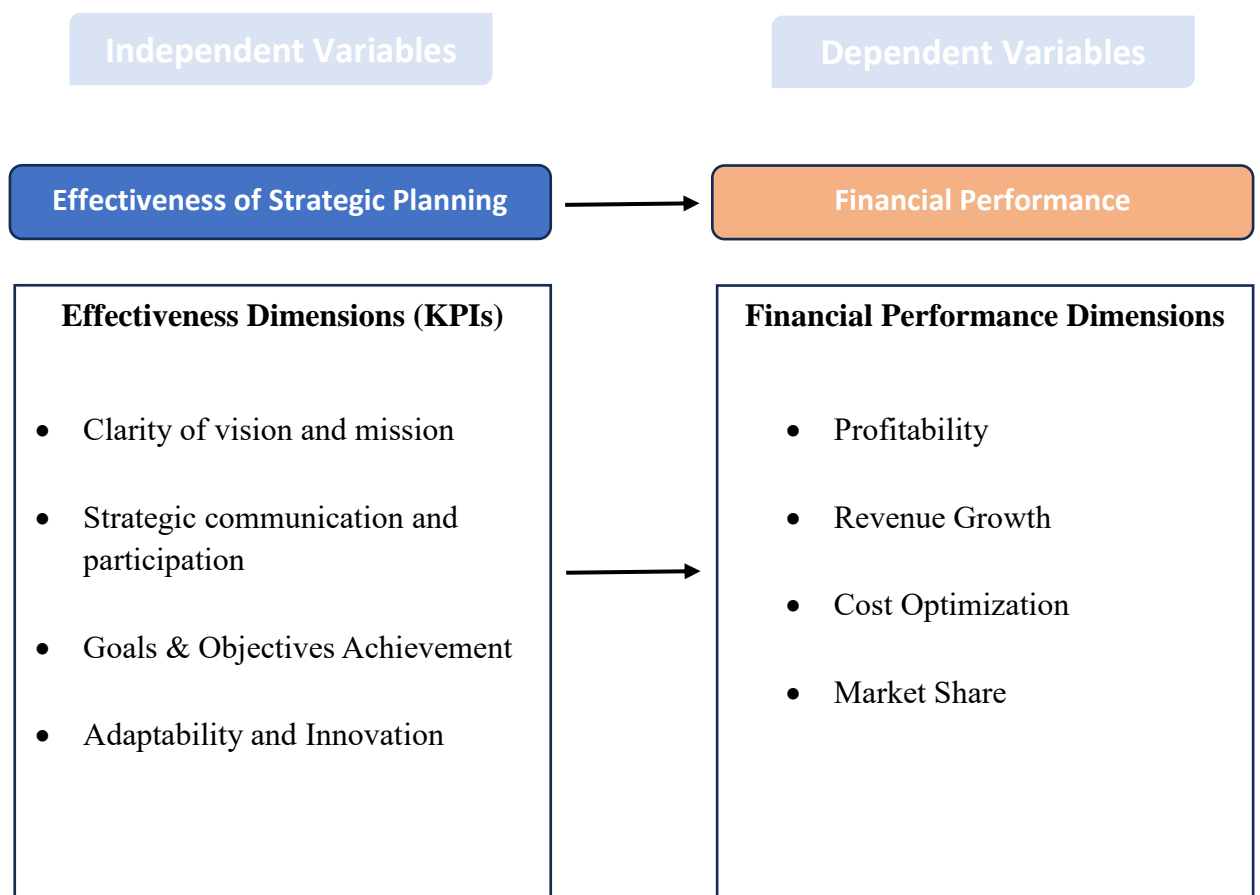 Independent Variables
Dependent Variables
Effectiveness of Strategic Planning
Financial Performance
Effectiveness Dimensions (KPIs)
• Clarity of vision and mission
• Strategic communication and
participation
• Goals & Objectives Achievement
• Adaptability and Innovation
Financial Performance Dimensions
• Profitability
• Revenue Growth
• Cost Optimization
• Market Share